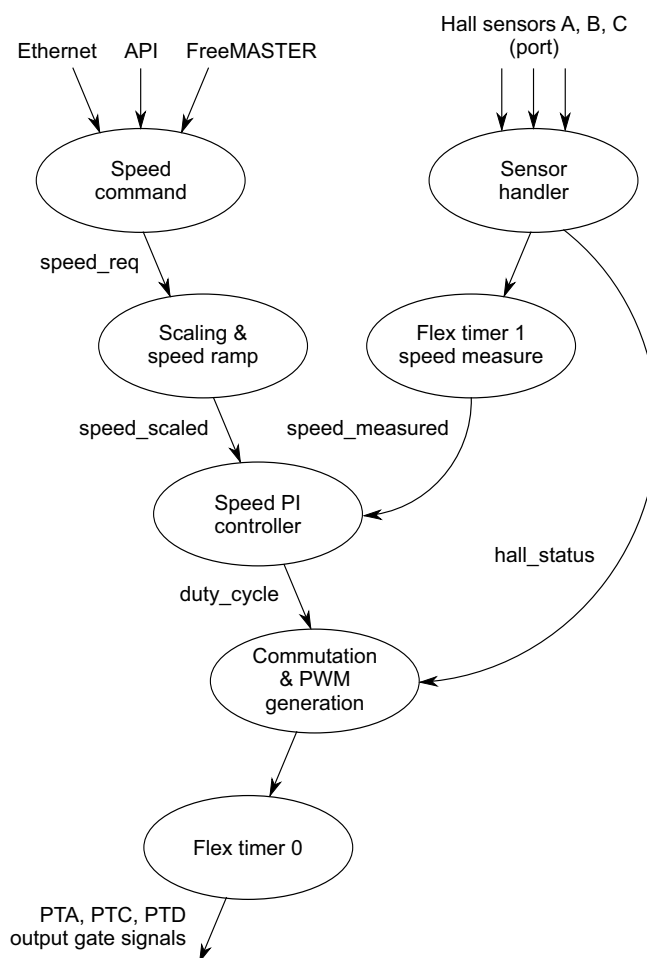 Ethernet
API
FreeMASTER
Hall sensors A, B, C
(port)
Speed
command
Sensor
handler
speed_req
Scaling &
speed ramp
Flex timer 1
speed measure
speed_scaled
speed_measured
Speed PI
controller
hall_status
duty_cycle
Commutation
& PWM
generation
Flex timer 0
PTA, PTC, PTD
output gate signals